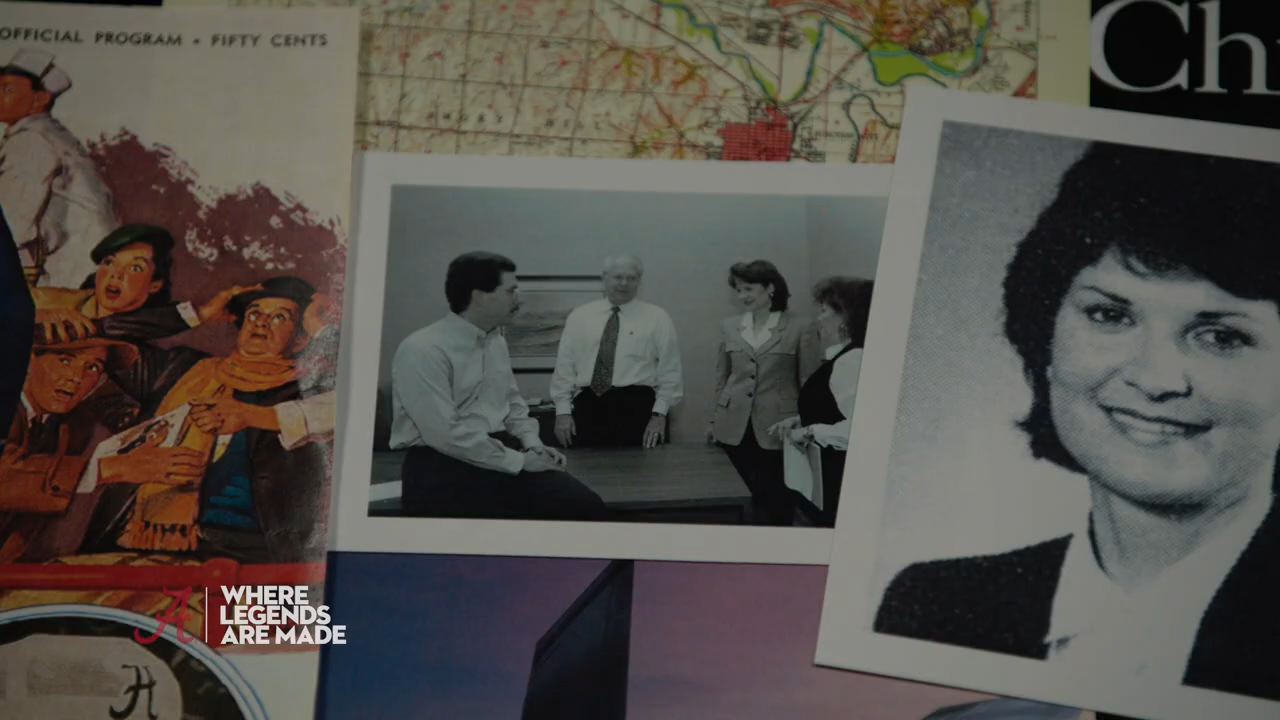 OFFICIAL PROGRAM • FIFTY CENTS
Ch
A
WHERE
LEGENDS
ARE MADE
A